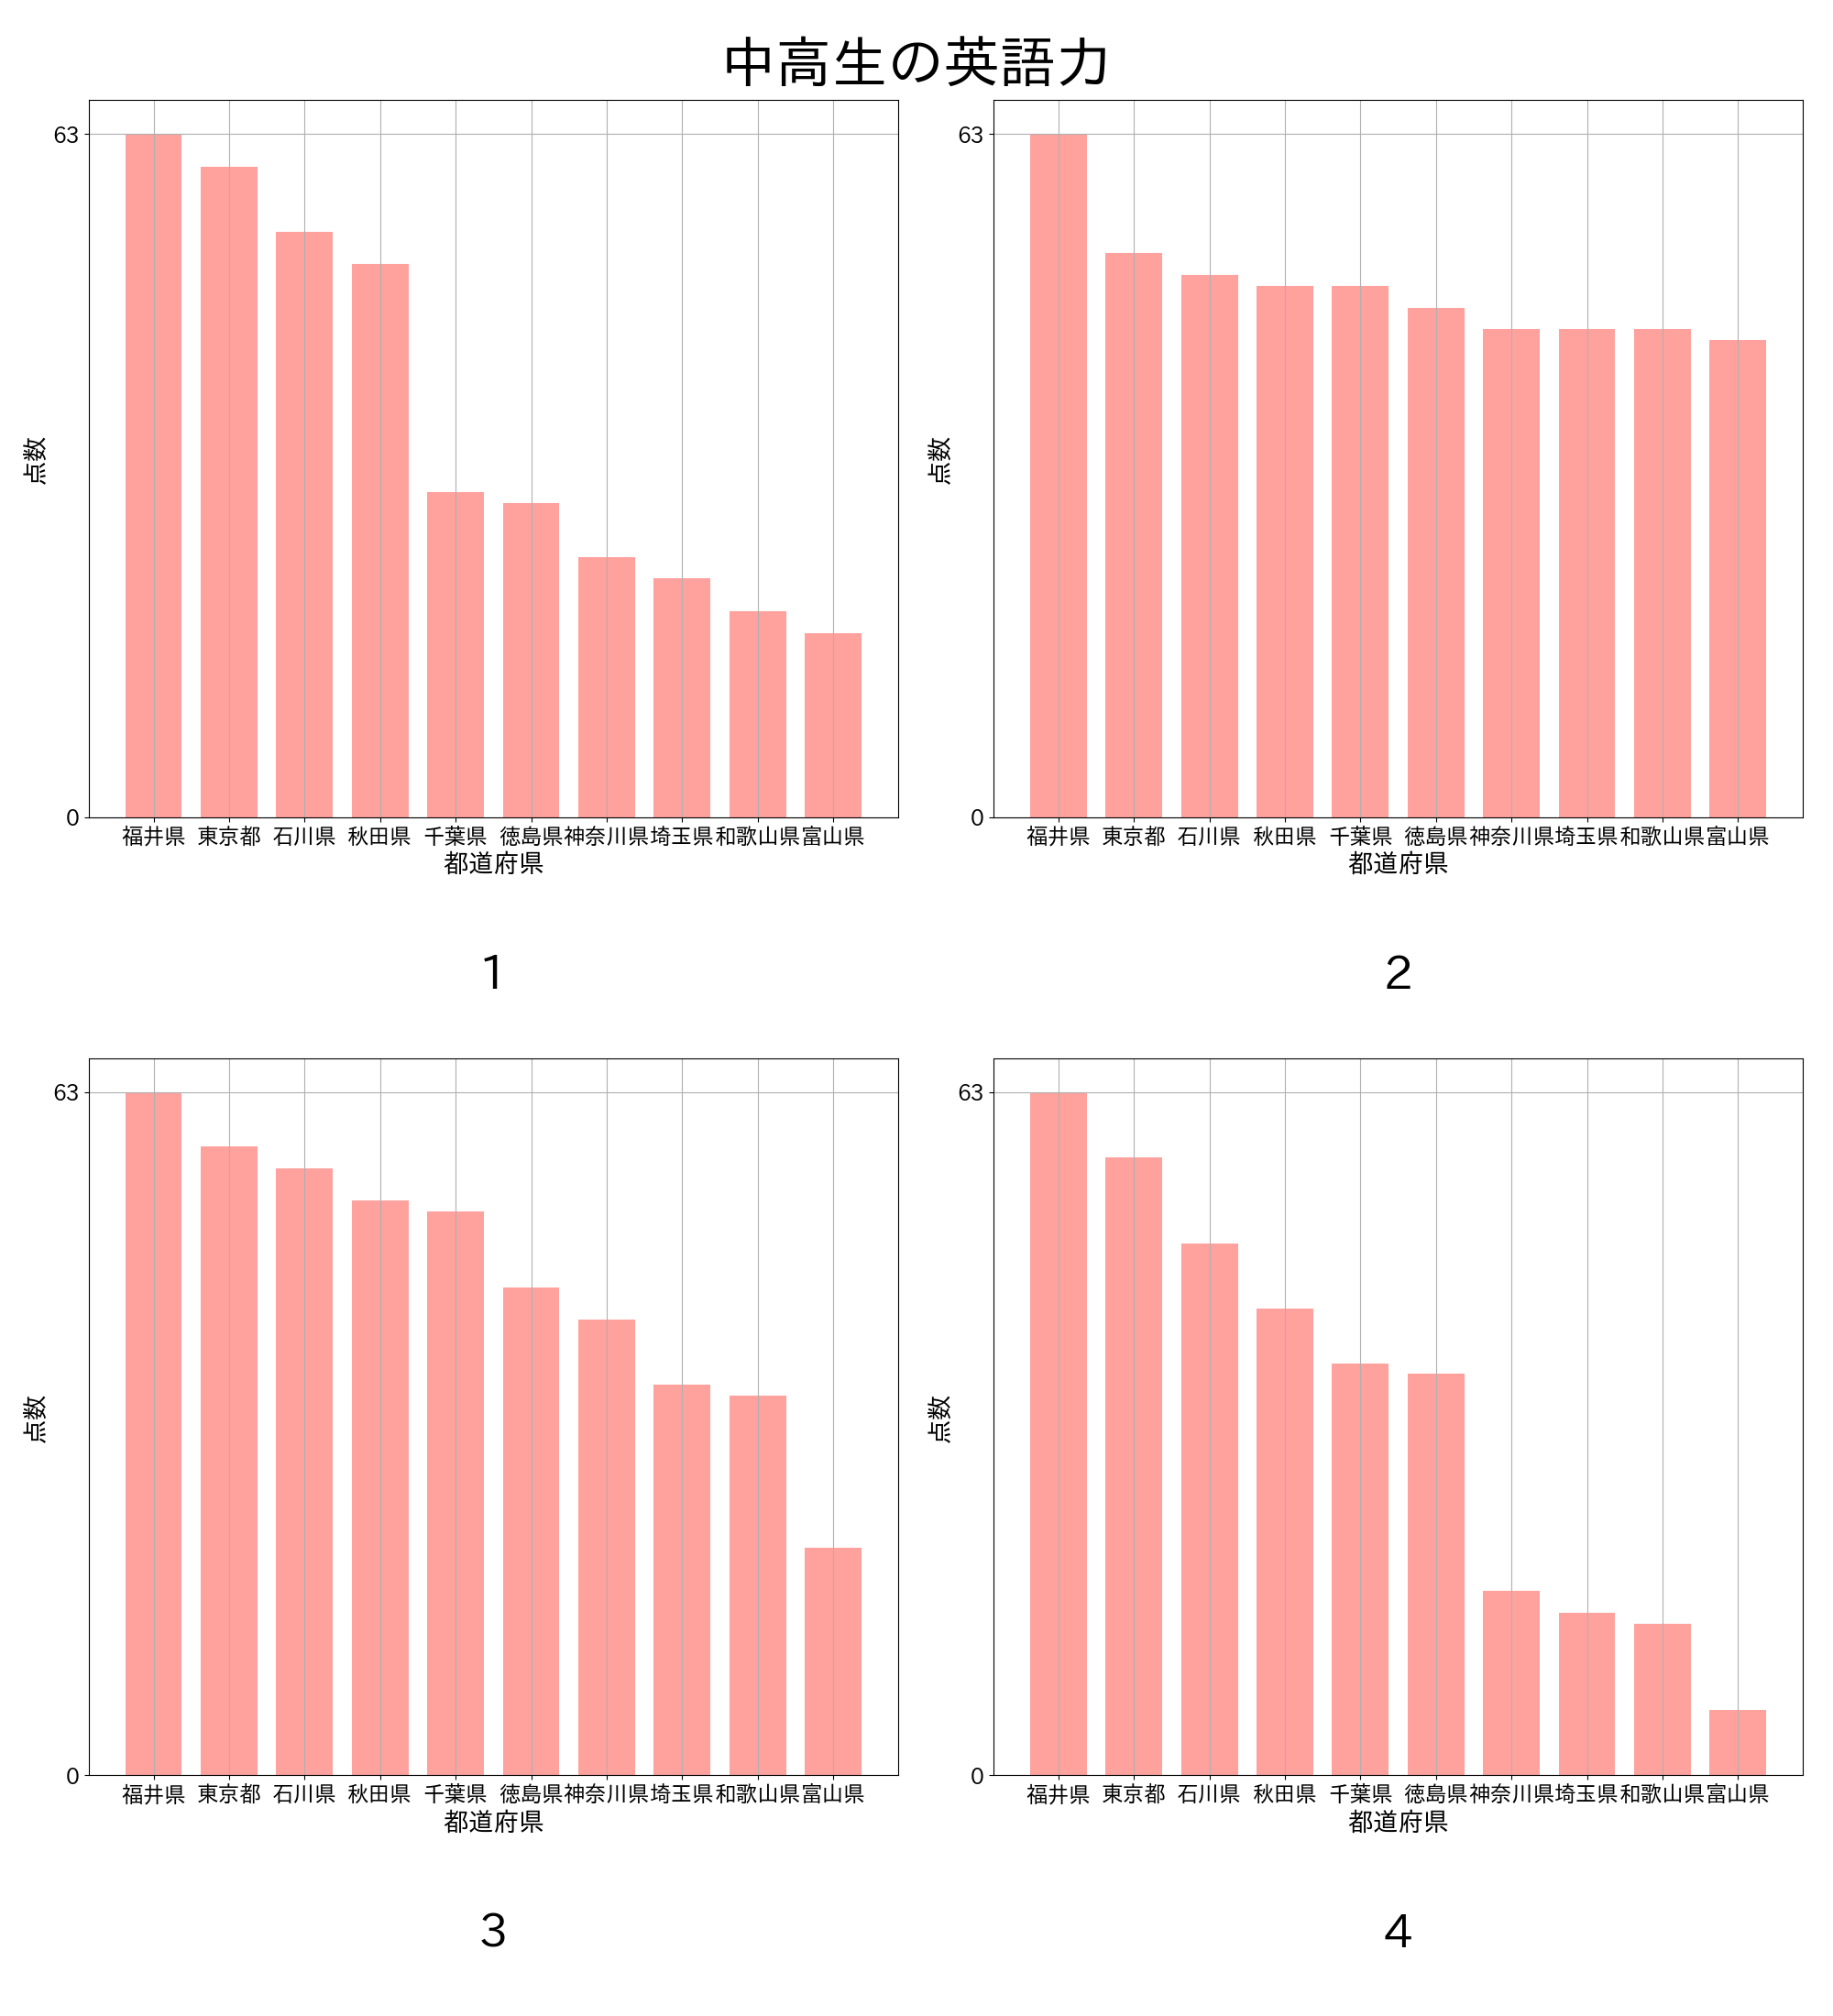 中高生の英語力
63
0
点数
福井県 東京都 石川県 秋田県 千葉県 徳島県 神奈川県 埼玉県 和歌山県 富山県
都道府県
1
63
0
点数
福井県 東京都 石川県 秋田県 千葉県 徳島県 神奈川県 埼玉県 和歌山県 富山県
都道府県
2
63
0
点数
福井県 東京都 石川県 秋田県 千葉県 徳島県 神奈川県 埼玉県 和歌山県 富山県
都道府県
3
63
0
点数
福井県 東京都 石川県 秋田県 千葉県 徳島県 神奈川県 埼玉県 和歌山県 富山県
都道府県
4